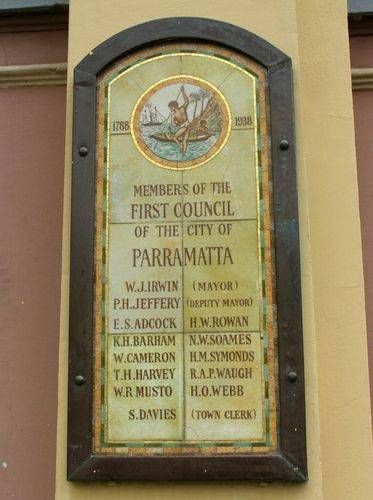 1788 1938
MEMBERS OF THE
FIRST COUNCIL
OF THE CITY OF
PARRAMATTA
W.J.IRWIN (MAYOR)
P.H.JEFFERY (DEPUTY MAYOR)
E.S.ADCOCK H.W.ROWAN
K.H.BARHAM N.W.SOAMES
W.CAMERON H.M.SYMONDS
T.H.HARVEY R.A.P.WAUGH
W.R.MUSTO H.O.WEBB
S.DAVIES (TOWN CLERK)